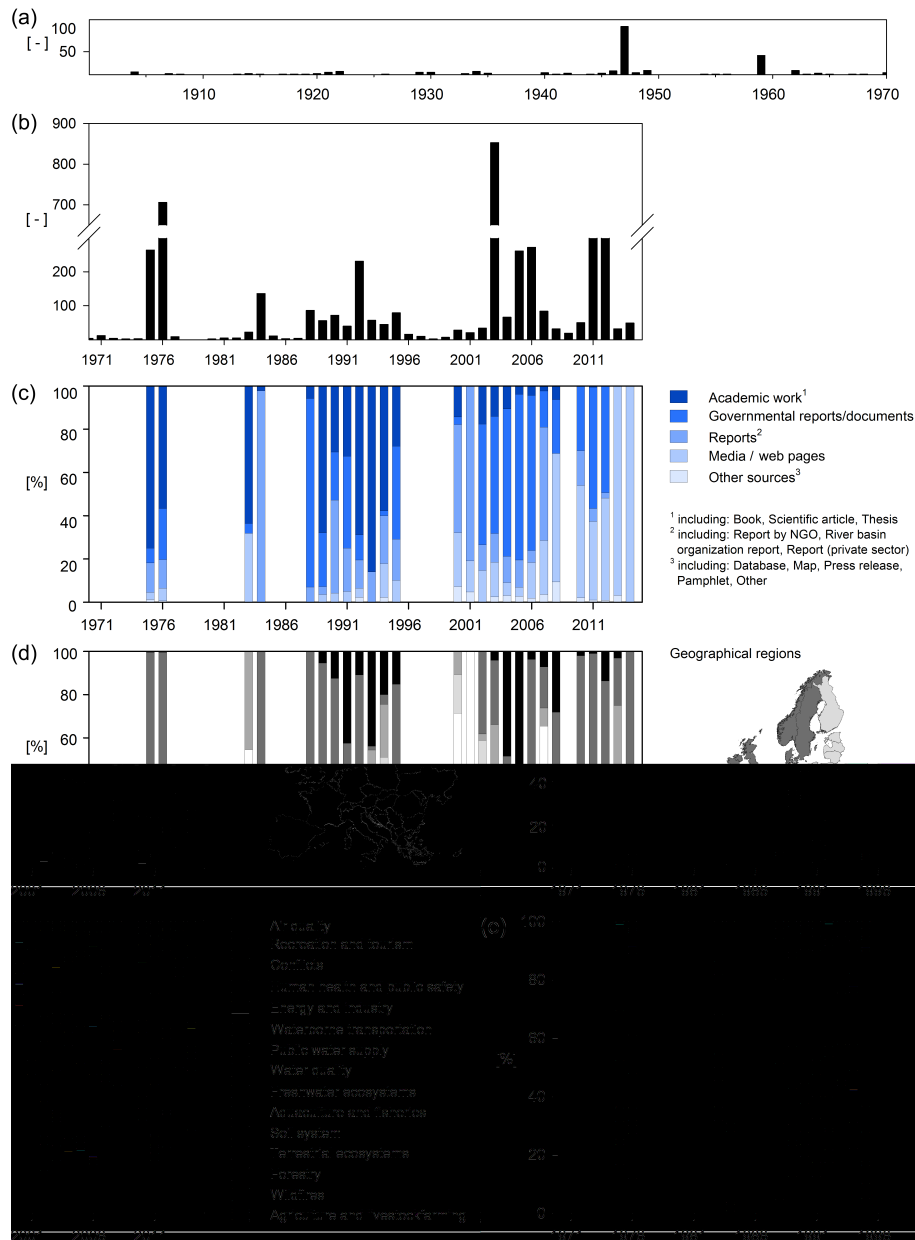 (a)
100
[ - ]
50
1910 1920 1930 1940 1950 1960 1970
(b)
900
800
700
[ - ]
200
100
1971 1976 1981 1986 1991 1996 2001 2006 2011
(c)
100
80
60
[%]
40
20
0
1971 1976 1981 1986 1991 1996 2001 2006 2011
Academic work1
Governmental reports/documents
Reports2
Media / web pages
Other sources3
1 including: Book, Scientific article, Thesis
2 including: Report by NGO, River basin
organization report, Report (private sector)
3 including: Database, Map, Press release,
Pamphlet, Other
(d)
100
80
[%]
60
Geographical regions
40
20
0
Air quality
Recreation and tourism
Conflicts
Human health and public safety
Energy and industry
Waterborne transportation
Public water supply
Water quality
Freshwater ecosystems
Aquaculture and fisheries
Soil system
Terrestrial ecosystems
Forestry
Wildfires
Agriculture and livestock farming
(e)
100
80
60
[%]
40
20
0